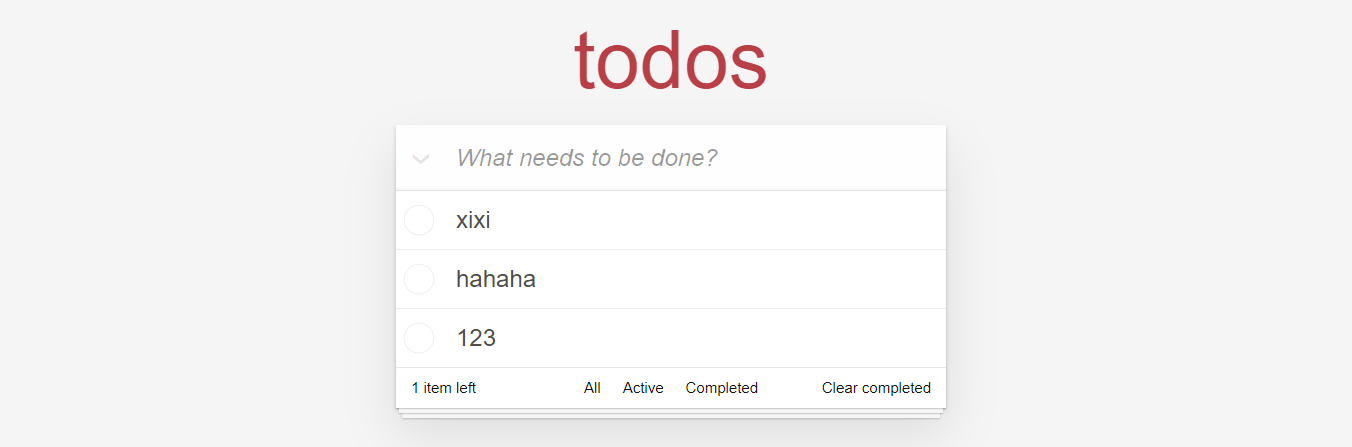 todos
What needs to be done?
xixi
hahaha
123
1 item left All Active Completed Clear completed